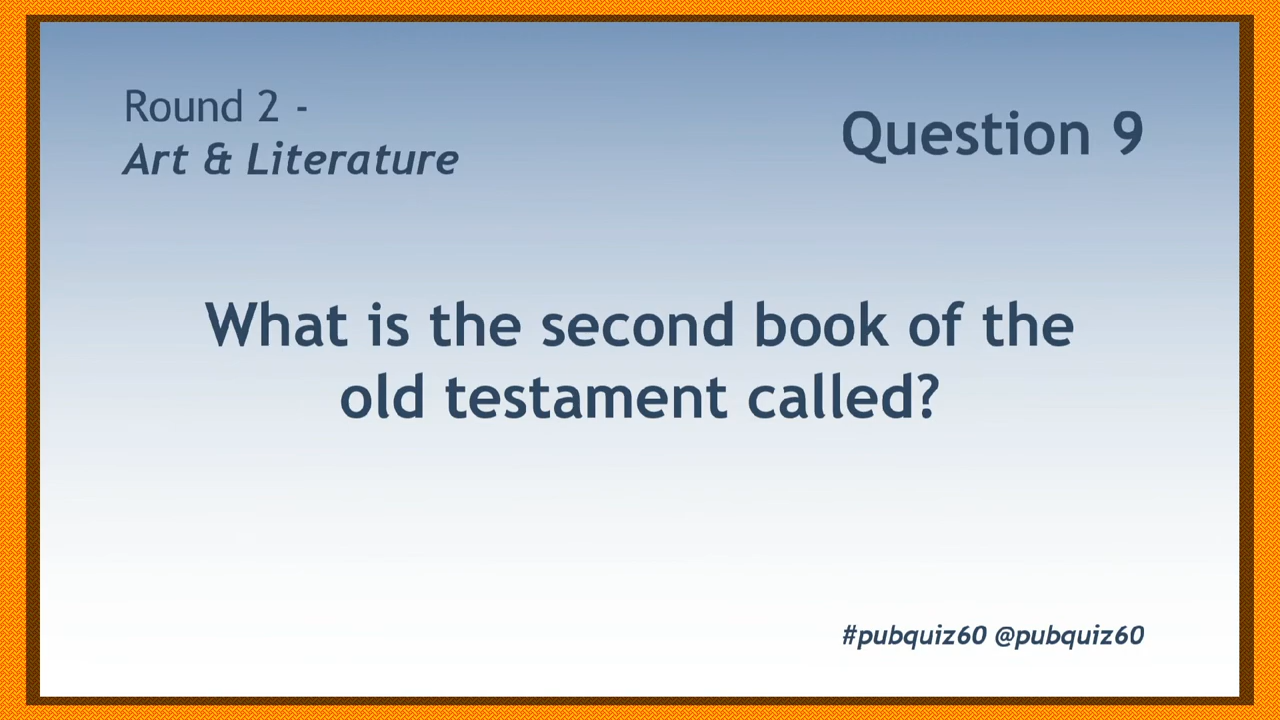 Round 2 -
Art & Literature
Question 9
What is the second book of the
old testament called?
#pubquiz60 @pubquiz60